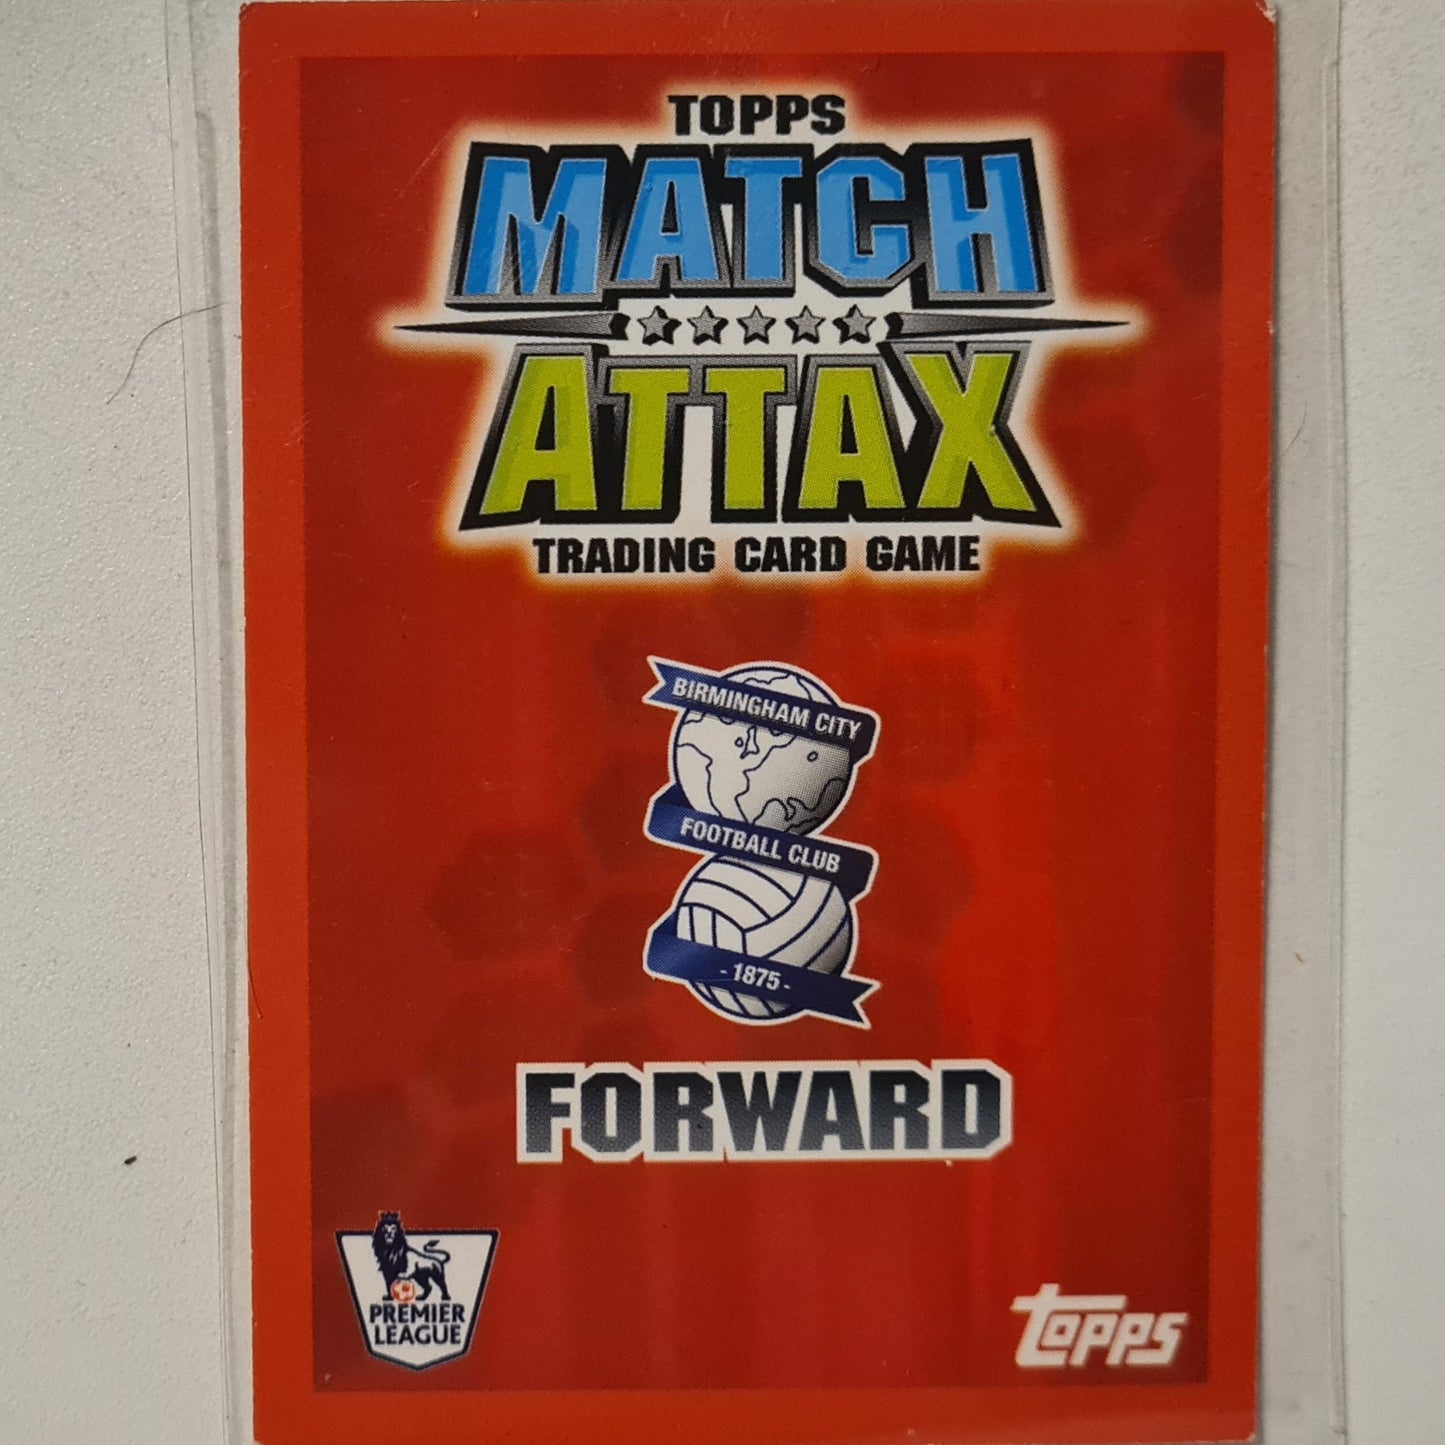 TOPPS
MATCH
ATTAX
TRADING CARD GAME
BIRMINGHAM CITY
FOOTBALL CLUB
- 1875 -
FORWARD
PREMIER
LEAGUE
Topps